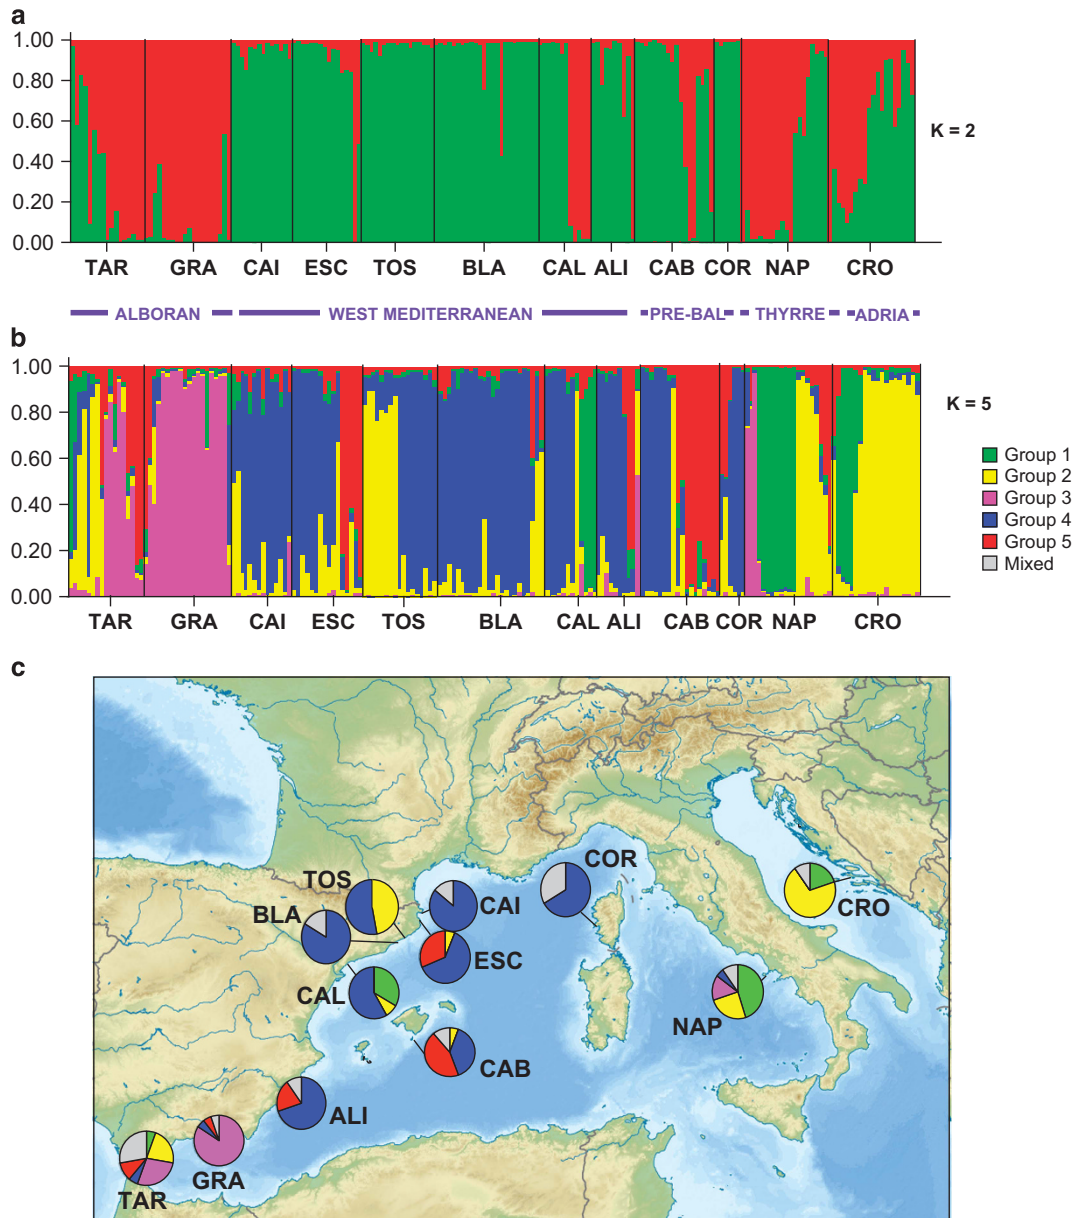 a
1.00
0.80
0.60
0.40
0.20
0.00
K = 2
TAR GRA CAI ESC TOS BLA CAL ALI CAB COR NAP CRO
ALBORAN WEST MEDITERRANEAN PRE-BAL THYRRE ADRIA
b
1.00
0.80
0.60
0.40
0.20
0.00
K = 5
Group 1
Group 2
Group 3
Group 4
Group 5
Mixed
TAR GRA CAI ESC TOS BLA CAL ALI CAB COR NAP CRO
c
COR
TOS
CAI
CRO
BLA
ESC
CAL
NAP
CAB
ALI
GRA
TAR